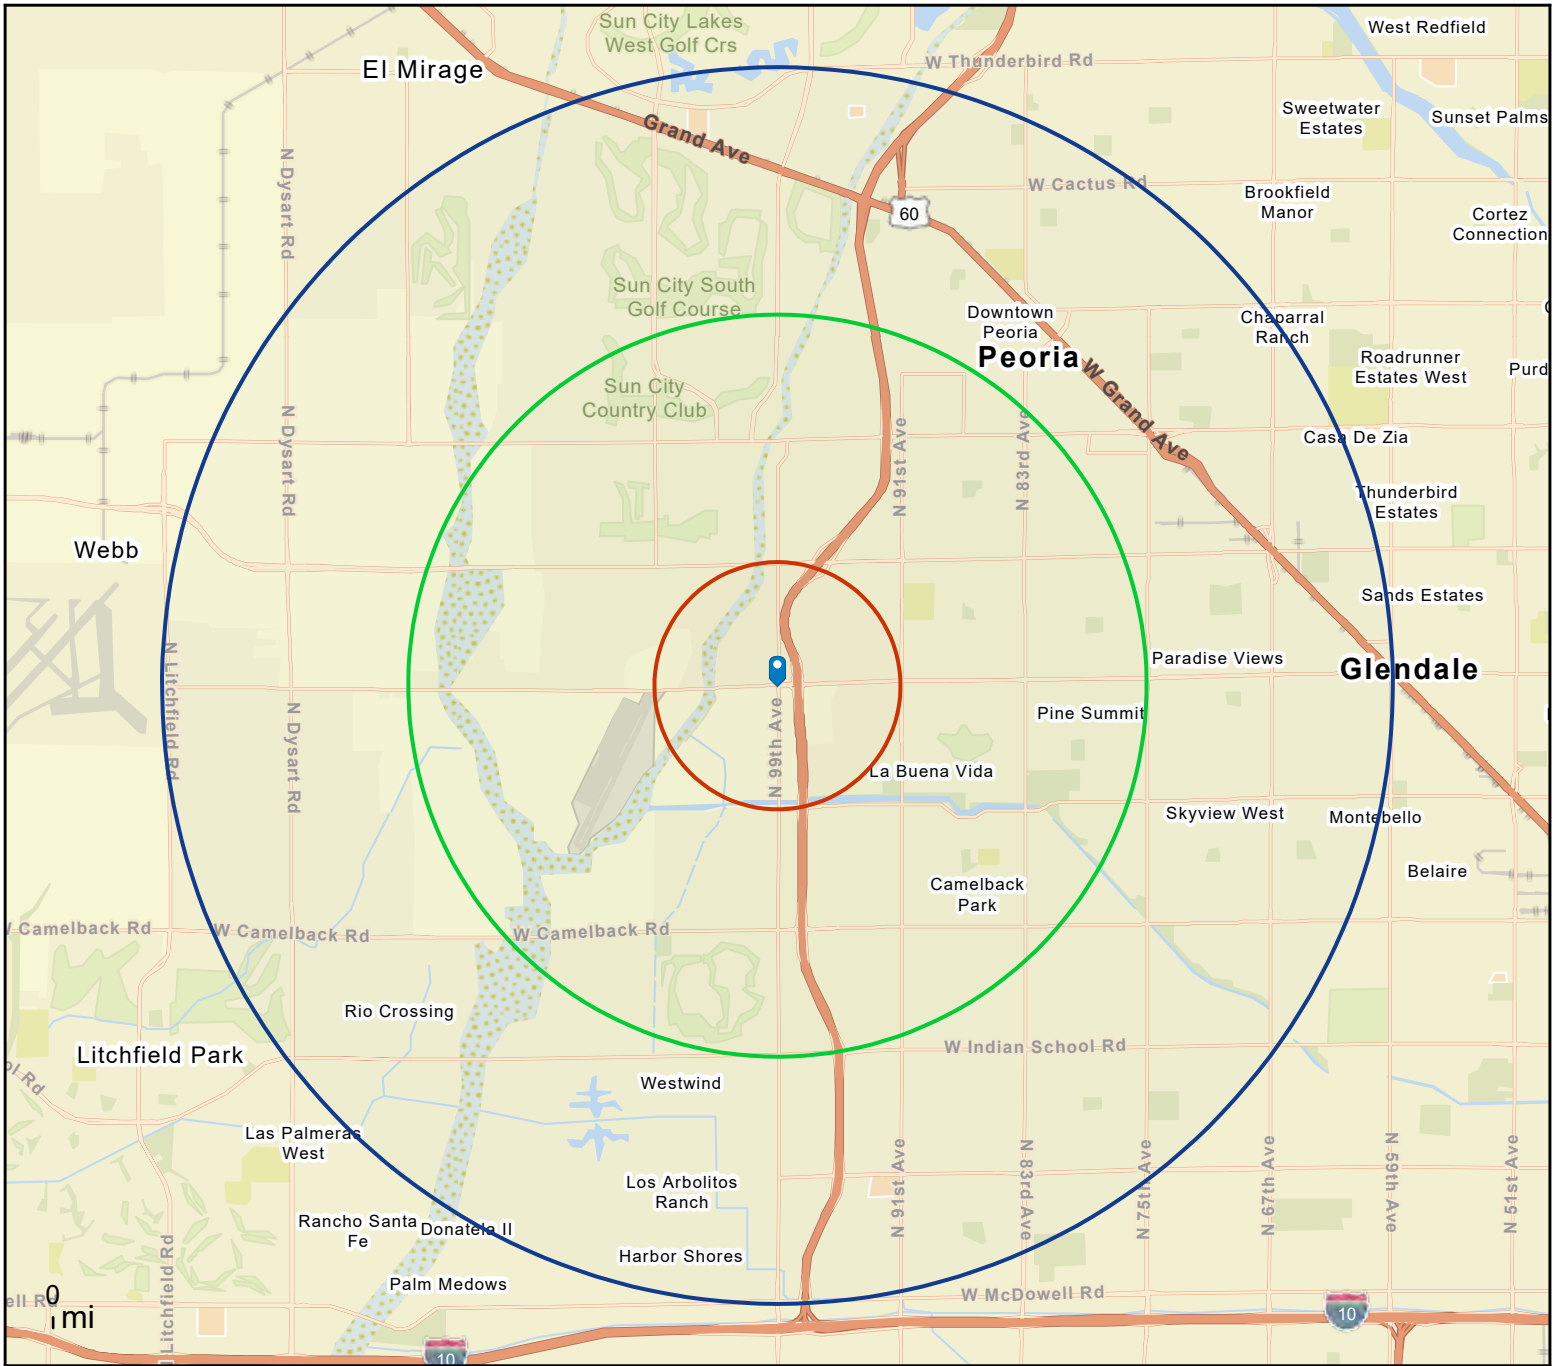 Sun City Lakes
West Golf Crs
West Redfield
El Mirage
W Thunderbird Rd
Sweetwater
Estates
Sunset Palms
Grand Ave
N Dysart Rd
W Cactus Rd
Brookfield
Manor
60
Cortez
Connection
Sun City South
Golf Course
Downtown
Peoria
Chaparral
Ranch
Peoria
Roadrunner
Estates West
Purd
Sun City
Country Club
W Grand Ave
N Dysart Rd
N 91st Ave
N 83rd Ave
Casa De Zia
Thunderbird
Estates
Webb
Sands Estates
N Litchfield Rd
Paradise Views
Glendale
N Dysart Rd
N 99th Ave
Pine Summit
La Buena Vida
Skyview West
Montebello
Camelback
Park
Belaire
W Camelback Rd
W Camelback Rd
W Camelback Rd
Rio Crossing
Litchfield Park
W Indian School Rd
ol Rd
Westwind
Las Palmeras
West
Los Arbolitos
Ranch
N 91st Ave
N 83rd Ave
N 75th Ave
N 67th Ave
N 59th Ave
N 51st Ave
Rancho Santa
Fe
Donatela II
Harbor Shores
Palm Medows
N Litchfield Rd
W McDowell Rd
ell Rd
0
mi
10
10